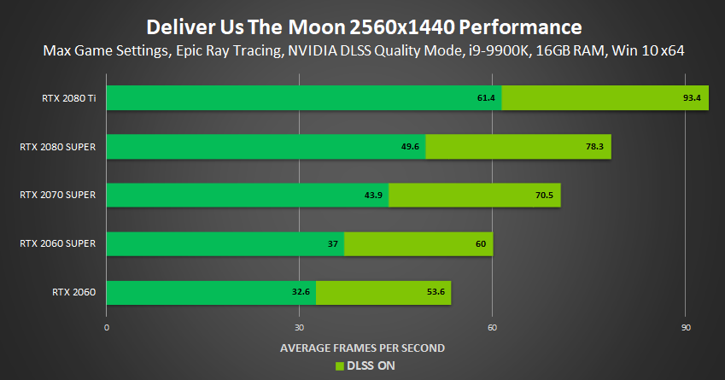 Deliver Us The Moon 2560x1440 Performance
Max Game Settings, Epic Ray Tracing, NVIDIA DLSS Quality Mode, i9-9900K, 16GB RAM, Win 10 x64
RTX 2080 Ti 61.4 93.4
RTX 2080 SUPER 49.6 78.3
RTX 2070 SUPER 43.9 70.5
RTX 2060 SUPER 37 60
RTX 2060 32.6 53.6
0 30 60 90
AVERAGE FRAMES PER SECOND
DLSS ON